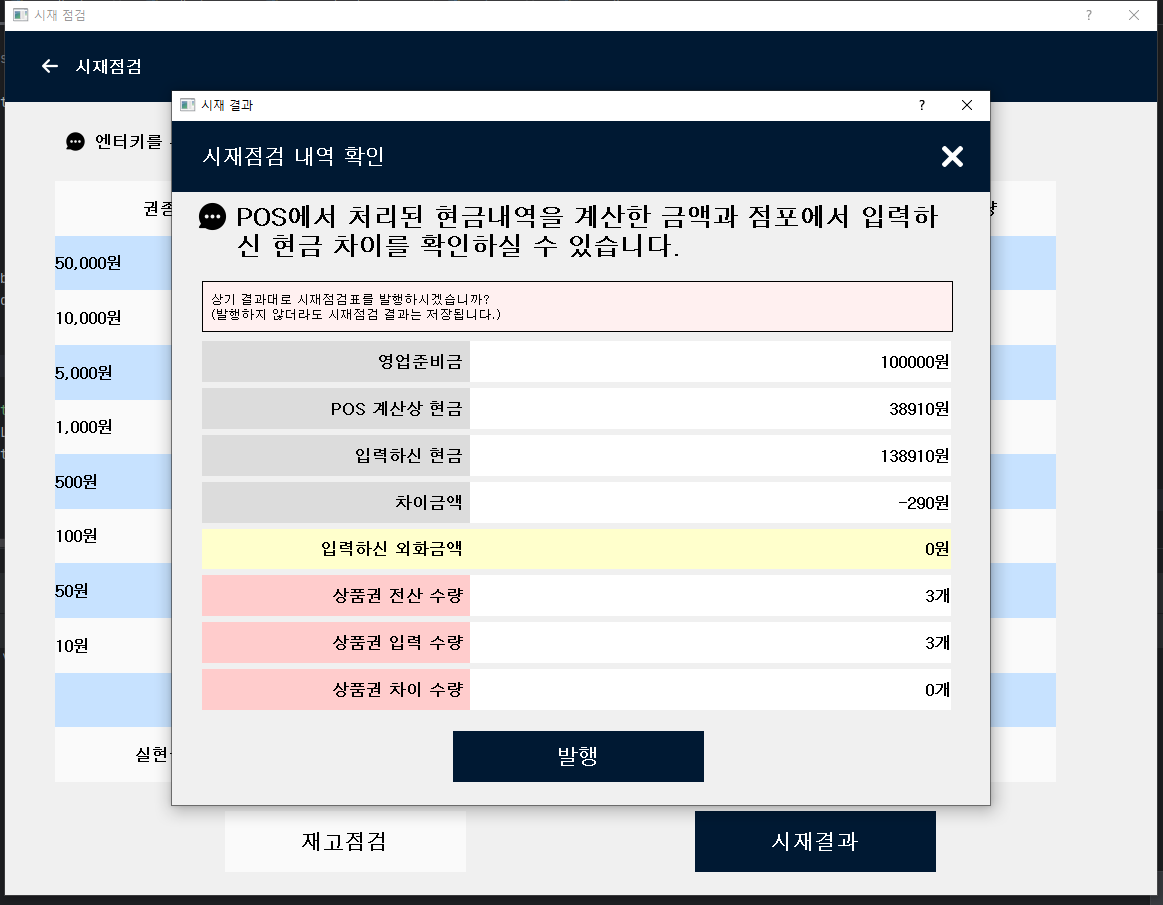 시재 점검
?
시재점검
시재 결과
?
엔터키를
시재점검 내역 확인
POS에서 처리된 현금내역을 계산한 금액과 점포에서 입력하
신 현금 차이를 확인하실 수 있습니다.
상기 결과대로 시재점검표를 발행하시겠습니까?
(발행하지 않더라도 시재점검 결과는 저장됩니다.)
50,000원
10,000원
5,000원
1,000원
500원
100원
50원
10원
영업준비금 100000원
POS 계산상 현금 38910원
입력하신 현금 138910원
차이금액 -290원
입력하신 외화금액 0원
상품권 전산 수량 3개
상품권 입력 수량 3개
상품권 차이 수량 0개
발행
재고점검
시재결과